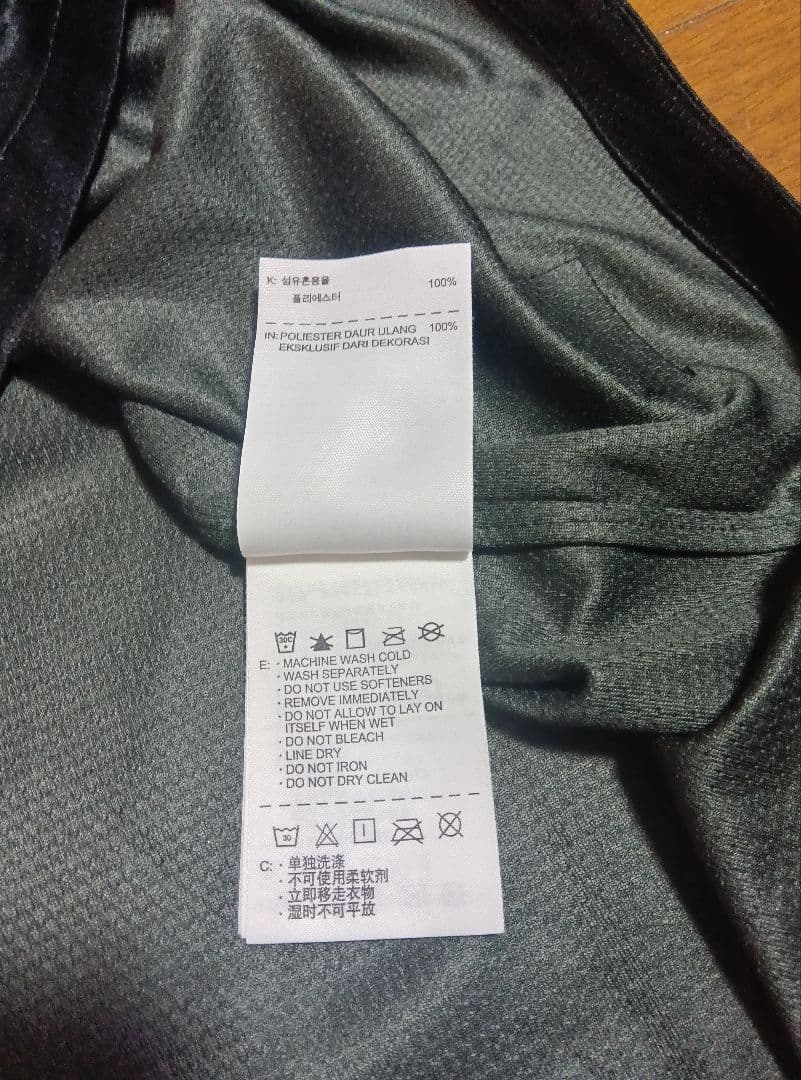 K: 섬유혼용율 100%
폴리에스터
IN: POLIESTER DAUR ULANG 100%
EKSKLUSIF DARI DEKORASI
30C
E: · MACHINE WASH COLD
· WASH SEPARATELY
· DO NOT USE SOFTENERS
· REMOVE IMMEDIATELY
· DO NOT ALLOW TO LAY ON
ITSELF WHEN WET
· DO NOT BLEACH
· LINE DRY
· DO NOT IRON
· DO NOT DRY CLEAN
30
C: · 单独洗涤
· 不可使用柔软剂
· 立即移走衣物
· 湿时不可平放